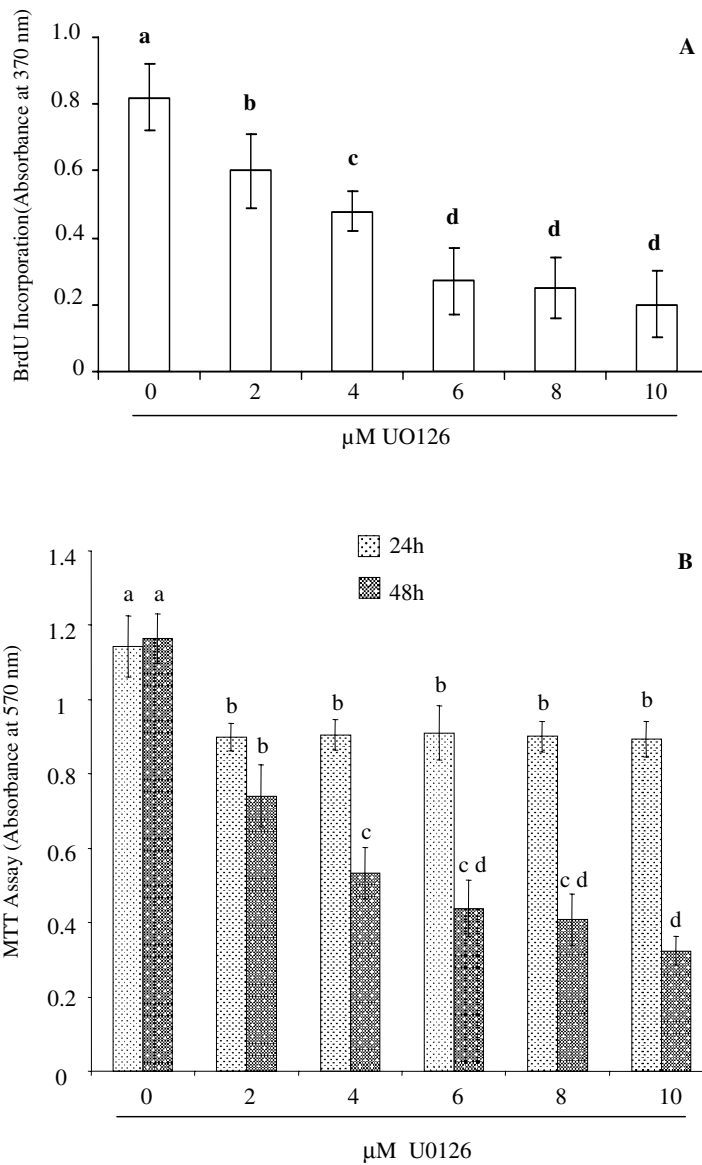 A
BrdU Incorporation(Absorbance at 370 nm)
1.0
0.8
0.6
0.4
0.2
0
a
b
c
d
d
d
0 2 4 6 8 10
µM UO126
24h
48h
B
MTT Assay (Absorbance at 570 nm)
1.4
1.2
1
0.8
0.6
0.4
0.2
0
a a
b b
b c
b c d
b c d
b d
0 2 4 6 8 10
µM U0126